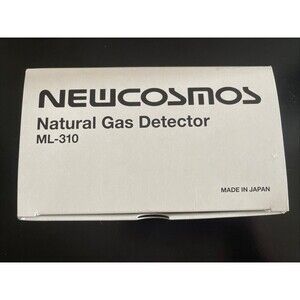 NEWCOSMOS
Natural Gas Detector
ML-310
MADE IN JAPAN